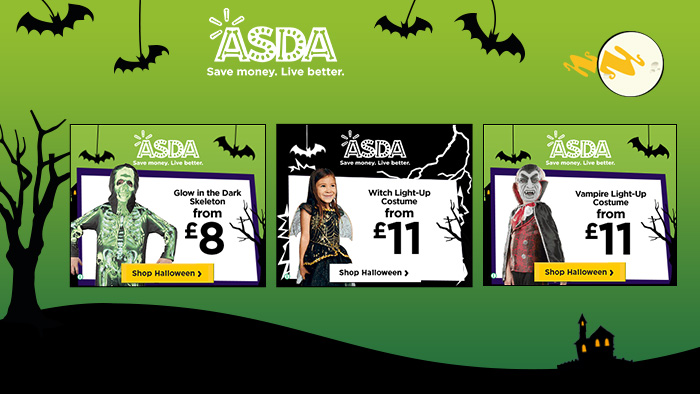 ASDA
Save money. Live better.
ASDA
Save money. Live better.
Glow in the Dark
Skeleton
from
£8
Shop Halloween ❯
ASDA
Save money. Live better.
Witch Light-Up
Costume
from
£11
Shop Halloween ❯
ASDA
Save money. Live better.
Vampire Light-Up
Costume
from
£11
Shop Halloween ❯